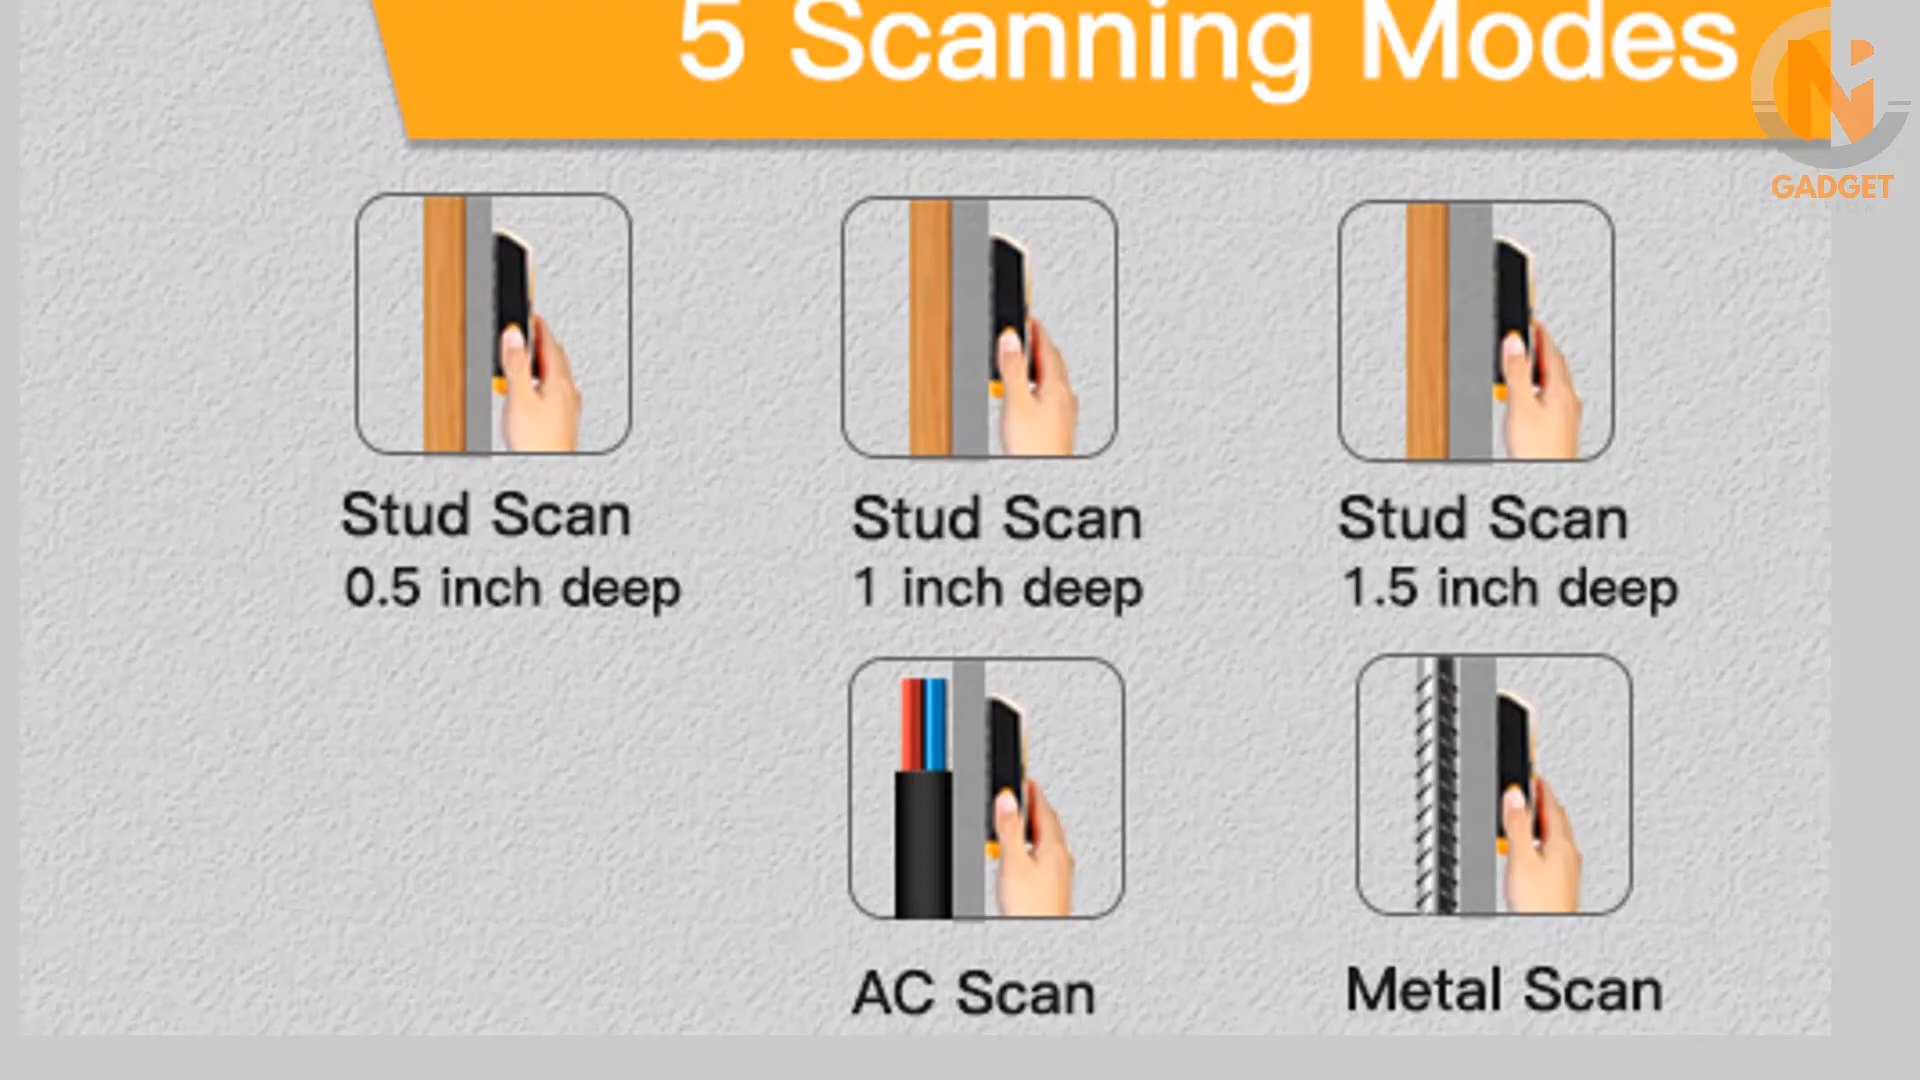 5 Scanning Modes
GADGET
Stud Scan
0.5 inch deep
Stud Scan
1 inch deep
Stud Scan
1.5 inch deep
AC Scan
Metal Scan